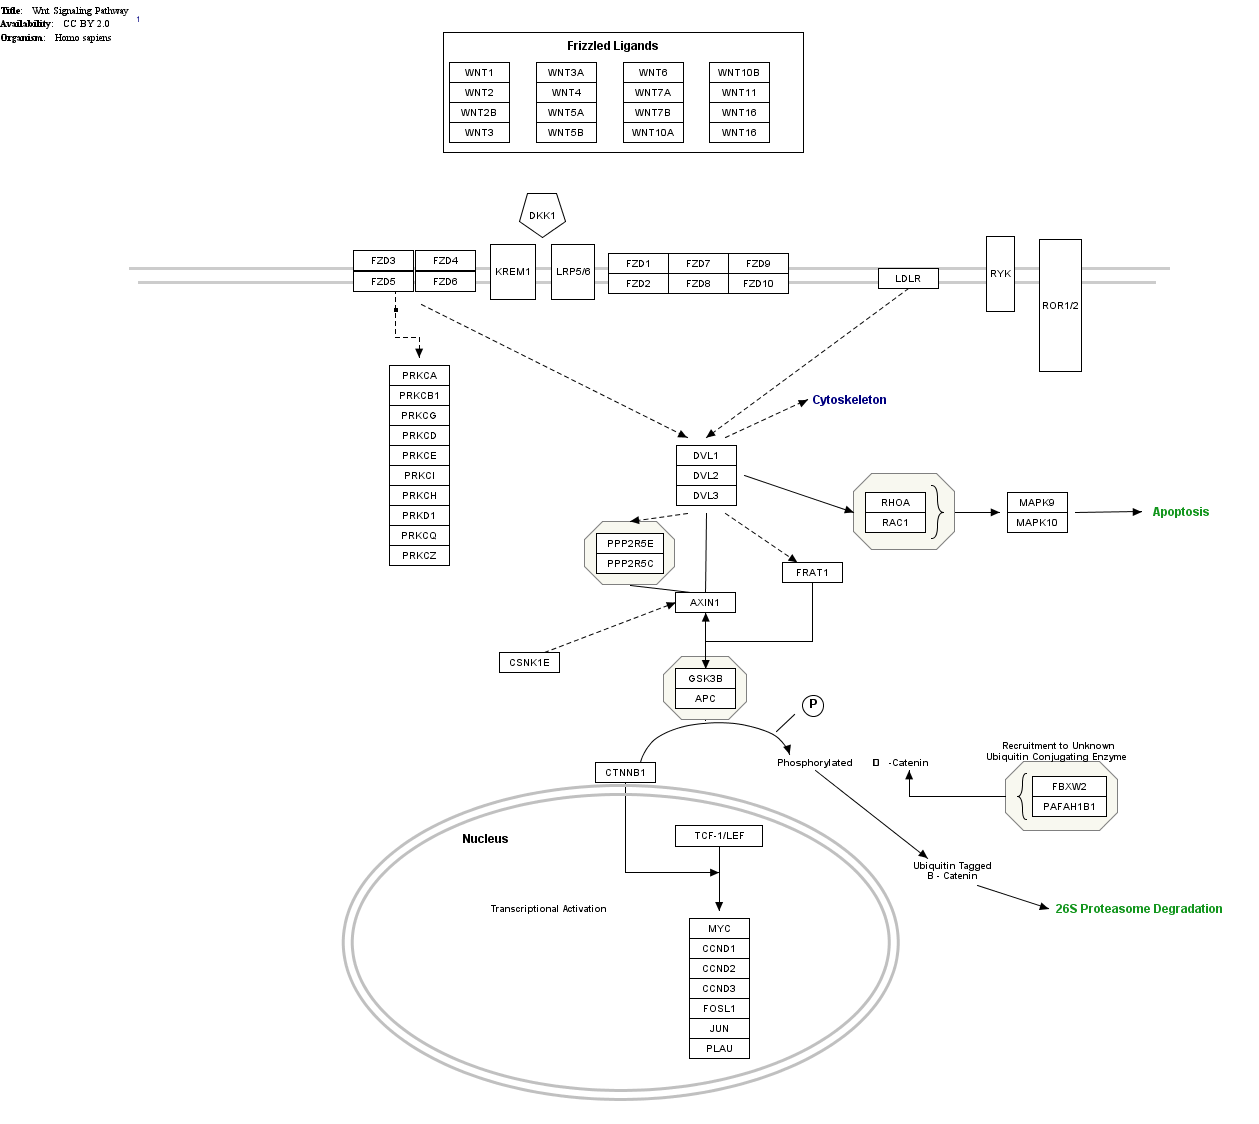 Title: Wnt Signaling Pathway
Availability: CC BY 2.0
1
Organism: Homo sapiens
Frizzled Ligands
WNT1 WNT3A WNT6 WNT10B
WNT2 WNT4 WNT7A WNT11
WNT2B WNT5A WNT7B WNT16
WNT3 WNT5B WNT10A WNT16
DKK1
FZD3 FZD4
FZD5 FZD6
KREM1
LRP5/6
FZD1 FZD7 FZD9
FZD2 FZD8 FZD10
LDLR
RYK
ROR1/2
PRKCA
PRKCB1
PRKCG
PRKCD
PRKCE
PRKCI
PRKCH
PRKD1
PRKCQ
PRKCZ
Cytoskeleton
DVL1
DVL2
DVL3
RHOA
RAC1
MAPK9
MAPK10
Apoptosis
PPP2R5E
PPP2R5C
FRAT1
AXIN1
CSNK1E
GSK3B
APC
P
CTNNB1
Phosphorylated -Catenin
Recruitment to Unknown
Ubiquitin Conjugating Enzyme
FBXW2
PAFAH1B1
Nucleus
TCF-1/LEF
Ubiquitin Tagged
B - Catenin
26S Proteasome Degradation
Transcriptional Activation
MYC
CCND1
CCND2
CCND3
FOSL1
JUN
PLAU